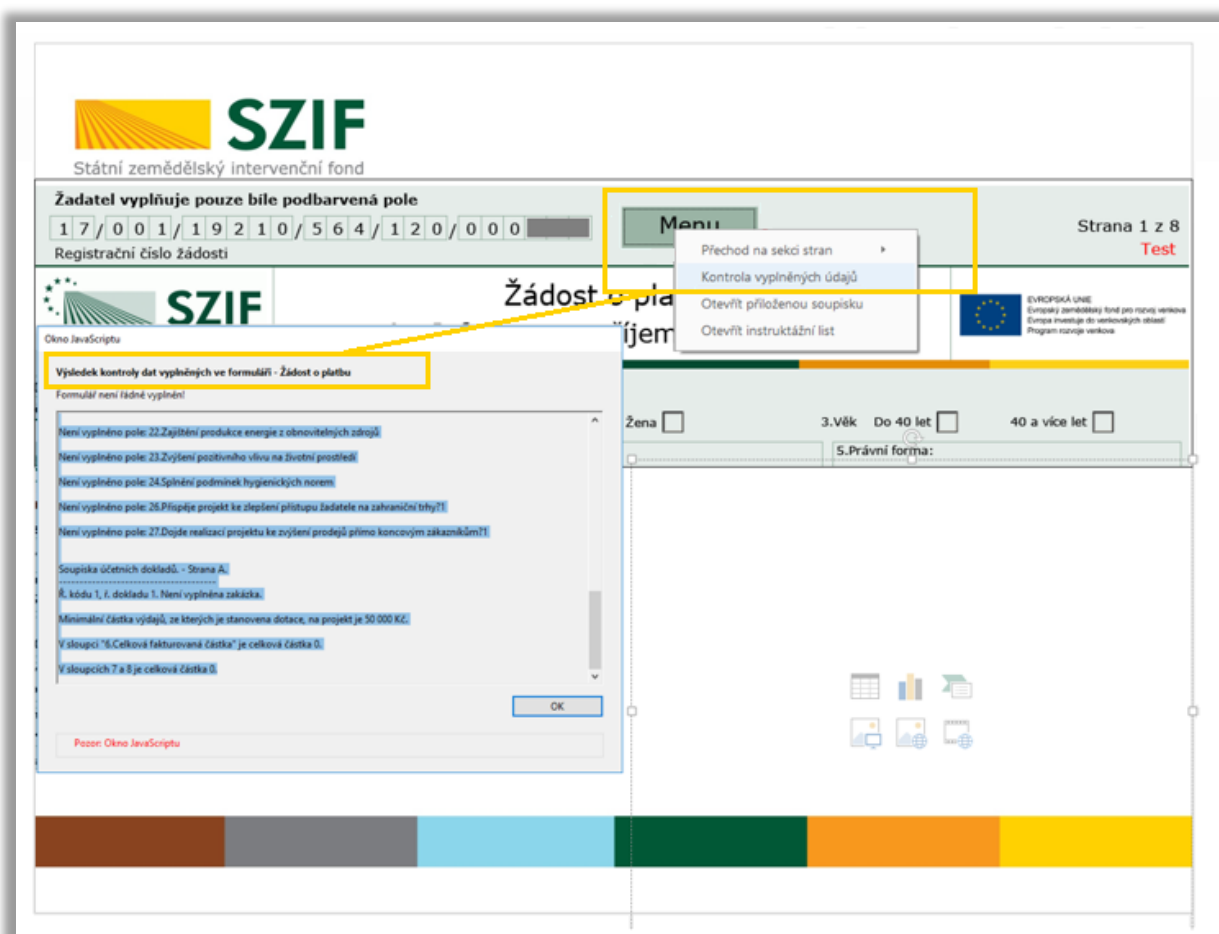 SZIF
Státní zemědělský intervenční fond
Žadatel vyplňuje pouze bíle podbarvená pole
17/001/19210/564/120/000
Registrační číslo žádosti
Menu
Strana 1 z 8
Test
Přechod na sekci stran
Kontrola vyplněných údajů
Otevřít přiloženou soupisku
Otevřít instruktážní list
SZIF
Žádost o pla
íjem
EVROPSKÁ UNIE
Evropský zemědělský fond pro rozvoj venkova
Evropa investuje do venkovských oblastí
Program rozvoje venkova
Okno JavaScriptu
Výsledek kontroly dat vyplněných ve formuláři - Žádost o platbu
Formulář není řádně vyplněn!
Není vyplněno pole: 22.Zajištění produkce energie z obnovitelných zdrojů
Není vyplněno pole: 23.Zvýšení pozitivního vlivu na životní prostředí
Není vyplněno pole: 24.Splnění podmínek hygienických norem
Není vyplněno pole: 26.Přispěje projekt ke zlepšení přístupu žadatele na zahraniční trhy?1
Není vyplněno pole: 27.Dojde realizací projektu ke zvýšení prodejů přímo koncovým zákazníkům?1
Soupiska účetních dokladů. - Strana A.
----------------------------------------
Ř. kódu 1, ř. dokladu 1. Není vyplněna zakázka.
Minimální částka výdajů, ze kterých je stanovena dotace, na projekt je 50 000 Kč.
V sloupci "6.Celková fakturovaná částka" je celková částka 0.
V sloupcích 7 a 8 je celková částka 0.
OK
Pozor: Okno JavaScriptu
Žena
3.Věk Do 40 let
40 a více let
5.Právní forma: